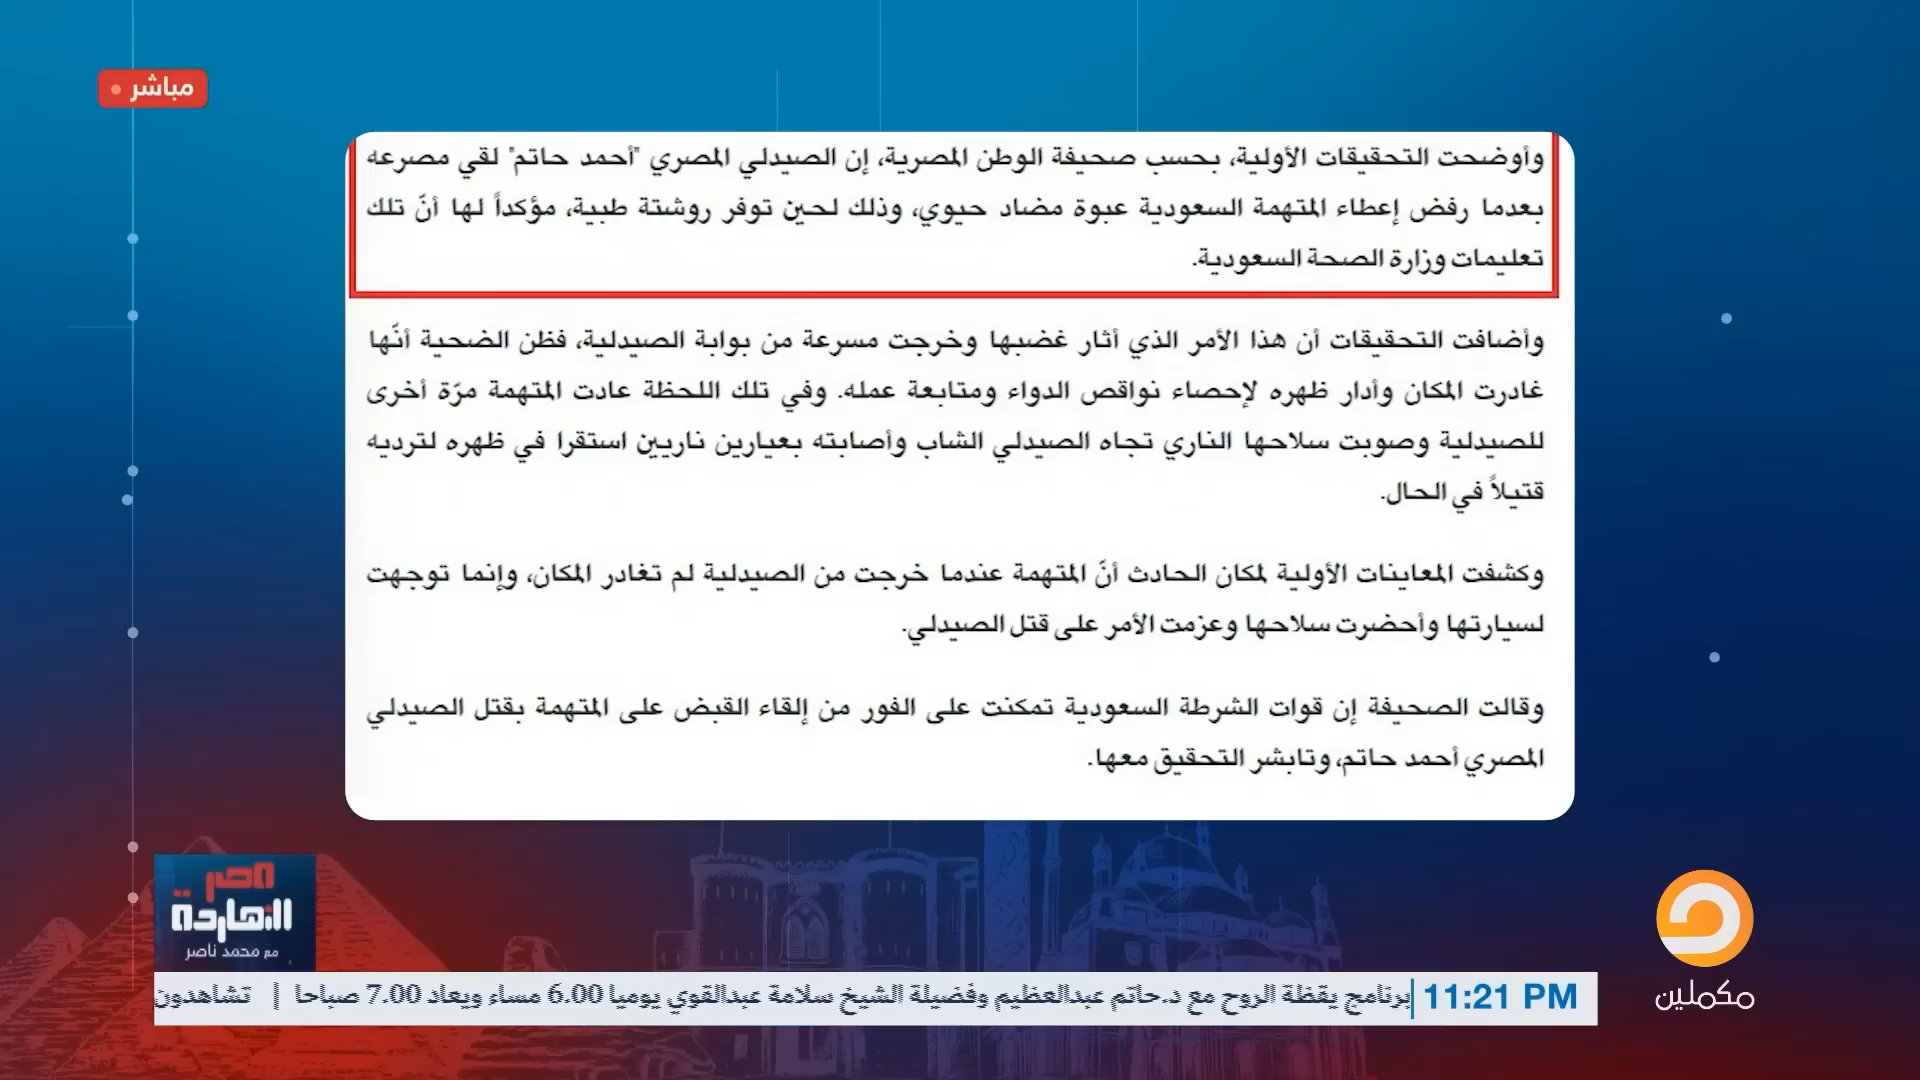 مباشر
وأوضحت التحقيقات الأولية، بحسب صحيفة الوطن المصرية، إن الصيدلي المصري "أحمد حاتم" لقي مصرعه
بعدما رفض إعطاء المتهمة السعودية عبوة مضاد حيوي، وذلك لحين توفر روشتة طبية، مؤكداً لها أنّ تلك
تعليمات وزارة الصحة السعودية.
وأضافت التحقيقات أن هذا الأمر الذي أثار غضبها وخرجت مسرعة من بوابة الصيدلية، فظن الضحية أنّها
غادرت المكان وأدار ظهره لإحصاء نواقص الدواء ومتابعة عمله. وفي تلك اللحظة عادت المتهمة مرّة أخرى
للصيدلية وصوبت سلاحها الناري تجاه الصيدلي الشاب وأصابته بعيارين ناريين استقرا في ظهره لترديه
قتيلاً في الحال.
وكشفت المعاينات الأولية لمكان الحادث أنّ المتهمة عندما خرجت من الصيدلية لم تغادر المكان، وإنما توجهت
لسيارتها وأحضرت سلاحها وعزمت الأمر على قتل الصيدلي.
وقالت الصحيفة إن قوات الشرطة السعودية تمكنت على الفور من إلقاء القبض على المتهمة بقتل الصيدلي
المصري أحمد حاتم، وتابشر التحقيق معها.
مصر
النهاردة
مع محمد ناصر
مكملين
11:21 PM
برنامج يقظة الروح مع د.حاتم عبدالعظيم وفضيلة الشيخ سلامة عبدالقوي يوميا 6.00 مساء ويعاد 7.00 صباحا | تشاهدون